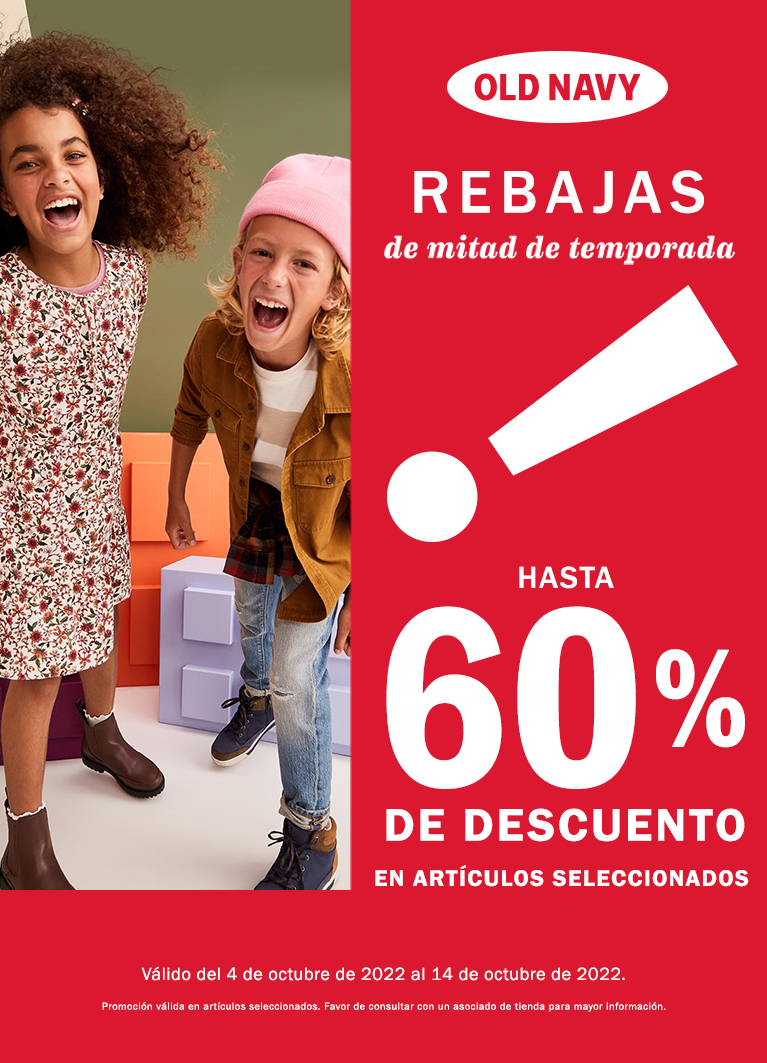 OLD NAVY
REBAJAS
de mitad de temporada
HASTA
60%
DE DESCUENTO
EN ARTÍCULOS SELECCIONADOS
Válido del 4 de octubre de 2022 al 14 de octubre de 2022.
Promoción válida en artículos seleccionados. Favor de consultar con un asociado de tienda para mayor información.